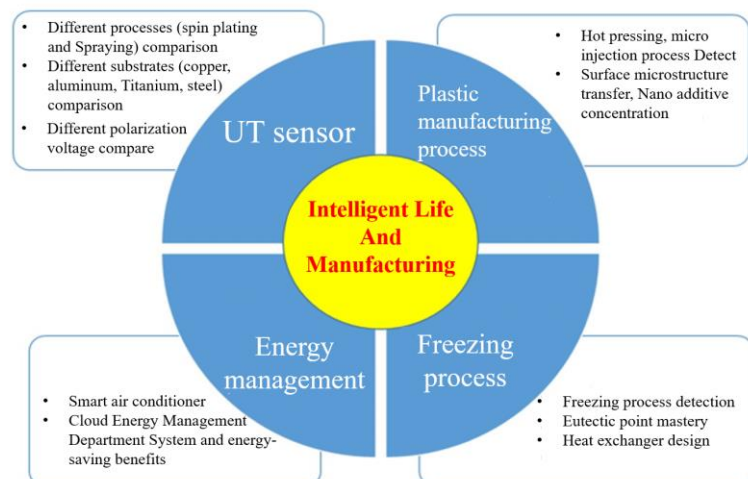 • Different processes (spin plating
and Spraying) comparison
• Different substrates (copper,
aluminum, Titanium, steel)
comparison
• Different polarization
voltage compare
• Hot pressing, micro
injection process Detect
• Surface microstructure
transfer, Nano additive
concentration
UT sensor
Plastic
manufacturing
process
Intelligent Life
And
Manufacturing
Energy
management
Freezing
process
• Smart air conditioner
• Cloud Energy Management
Department System and energy-
saving benefits
• Freezing process detection
• Eutectic point mastery
• Heat exchanger design